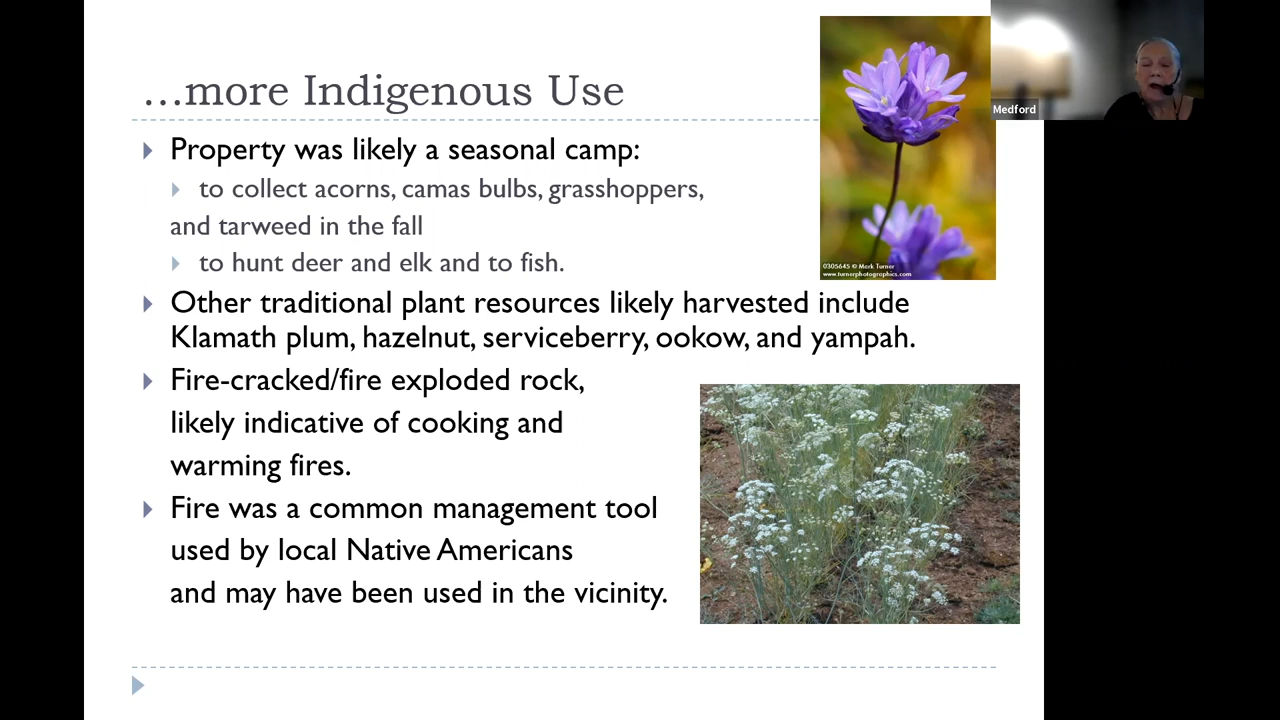 ...more Indigenous Use
Property was likely a seasonal camp:
to collect acorns, camas bulbs, grasshoppers,
and tarweed in the fall
to hunt deer and elk and to fish.
Other traditional plant resources likely harvested include
Klamath plum, hazelnut, serviceberry, ookow, and yampah.
Fire-cracked/fire exploded rock,
likely indicative of cooking and
warming fires.
Fire was a common management tool
used by local Native Americans
and may have been used in the vicinity.
0305645 © Mark Turner
www.turnerphotographics.com
Medford